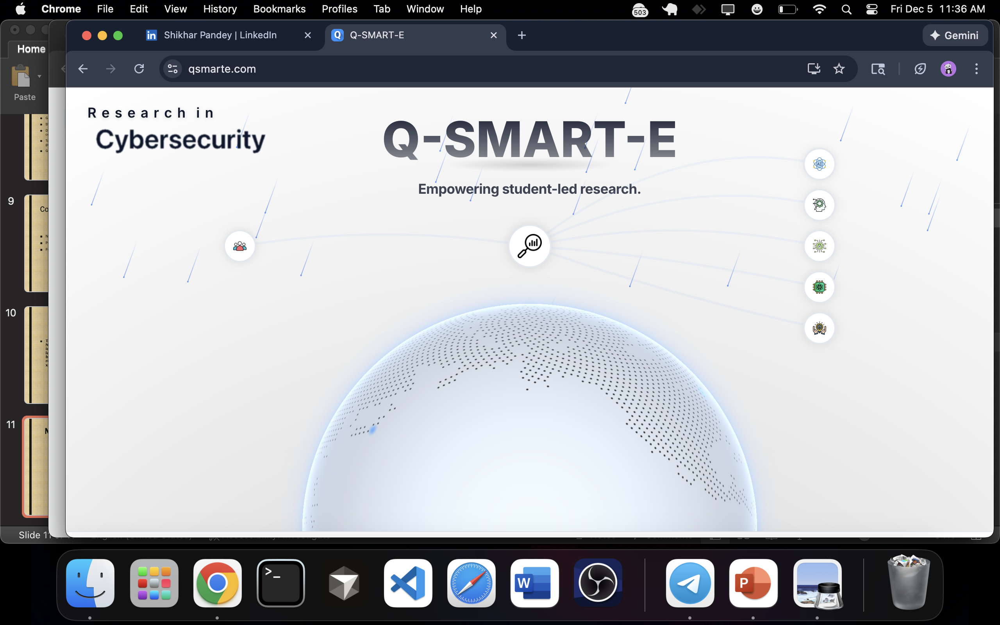 Chrome File Edit View History Bookmarks Profiles Tab Window Help 503 Fri Dec 5 11:36 AM
Shikhar Pandey | LinkedIn
Q-SMART-E
Gemini
Home
qsmarte.com
Paste
Research in
Cybersecurity
Q-SMART-E
Empowering student-led research.
AI
9
Co
10
11
Slide 11